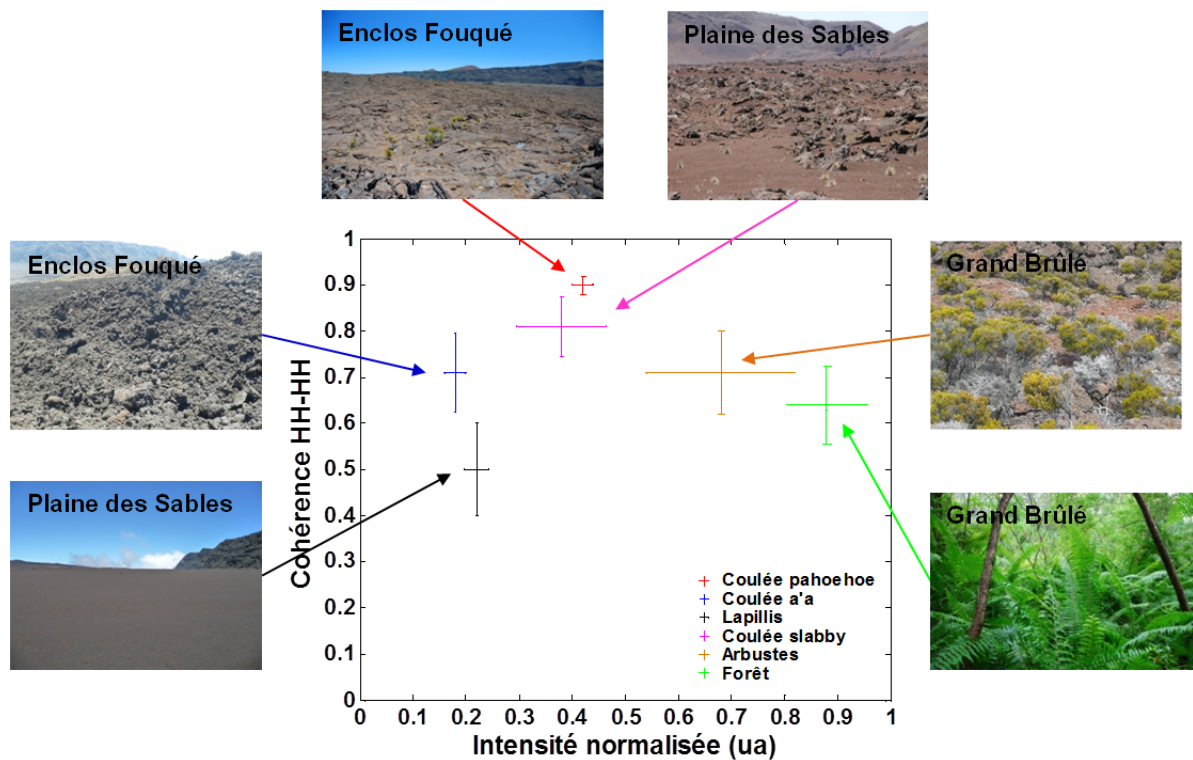 Enclos Fouqué
Plaine des Sables
Enclos Fouqué
Grand Brûlé
Plaine des Sables
Grand Brûlé
Cohérence HH-HH
1
0.9
0.8
0.7
0.6
0.5
0.4
0.3
0.2
0.1
0
Coulée pahoehoe
Coulée a'a
Lapillis
Coulée slabby
Arbustes
Forêt
0 0.1 0.2 0.3 0.4 0.5 0.6 0.7 0.8 0.9 1
Intensité normalisée (ua)